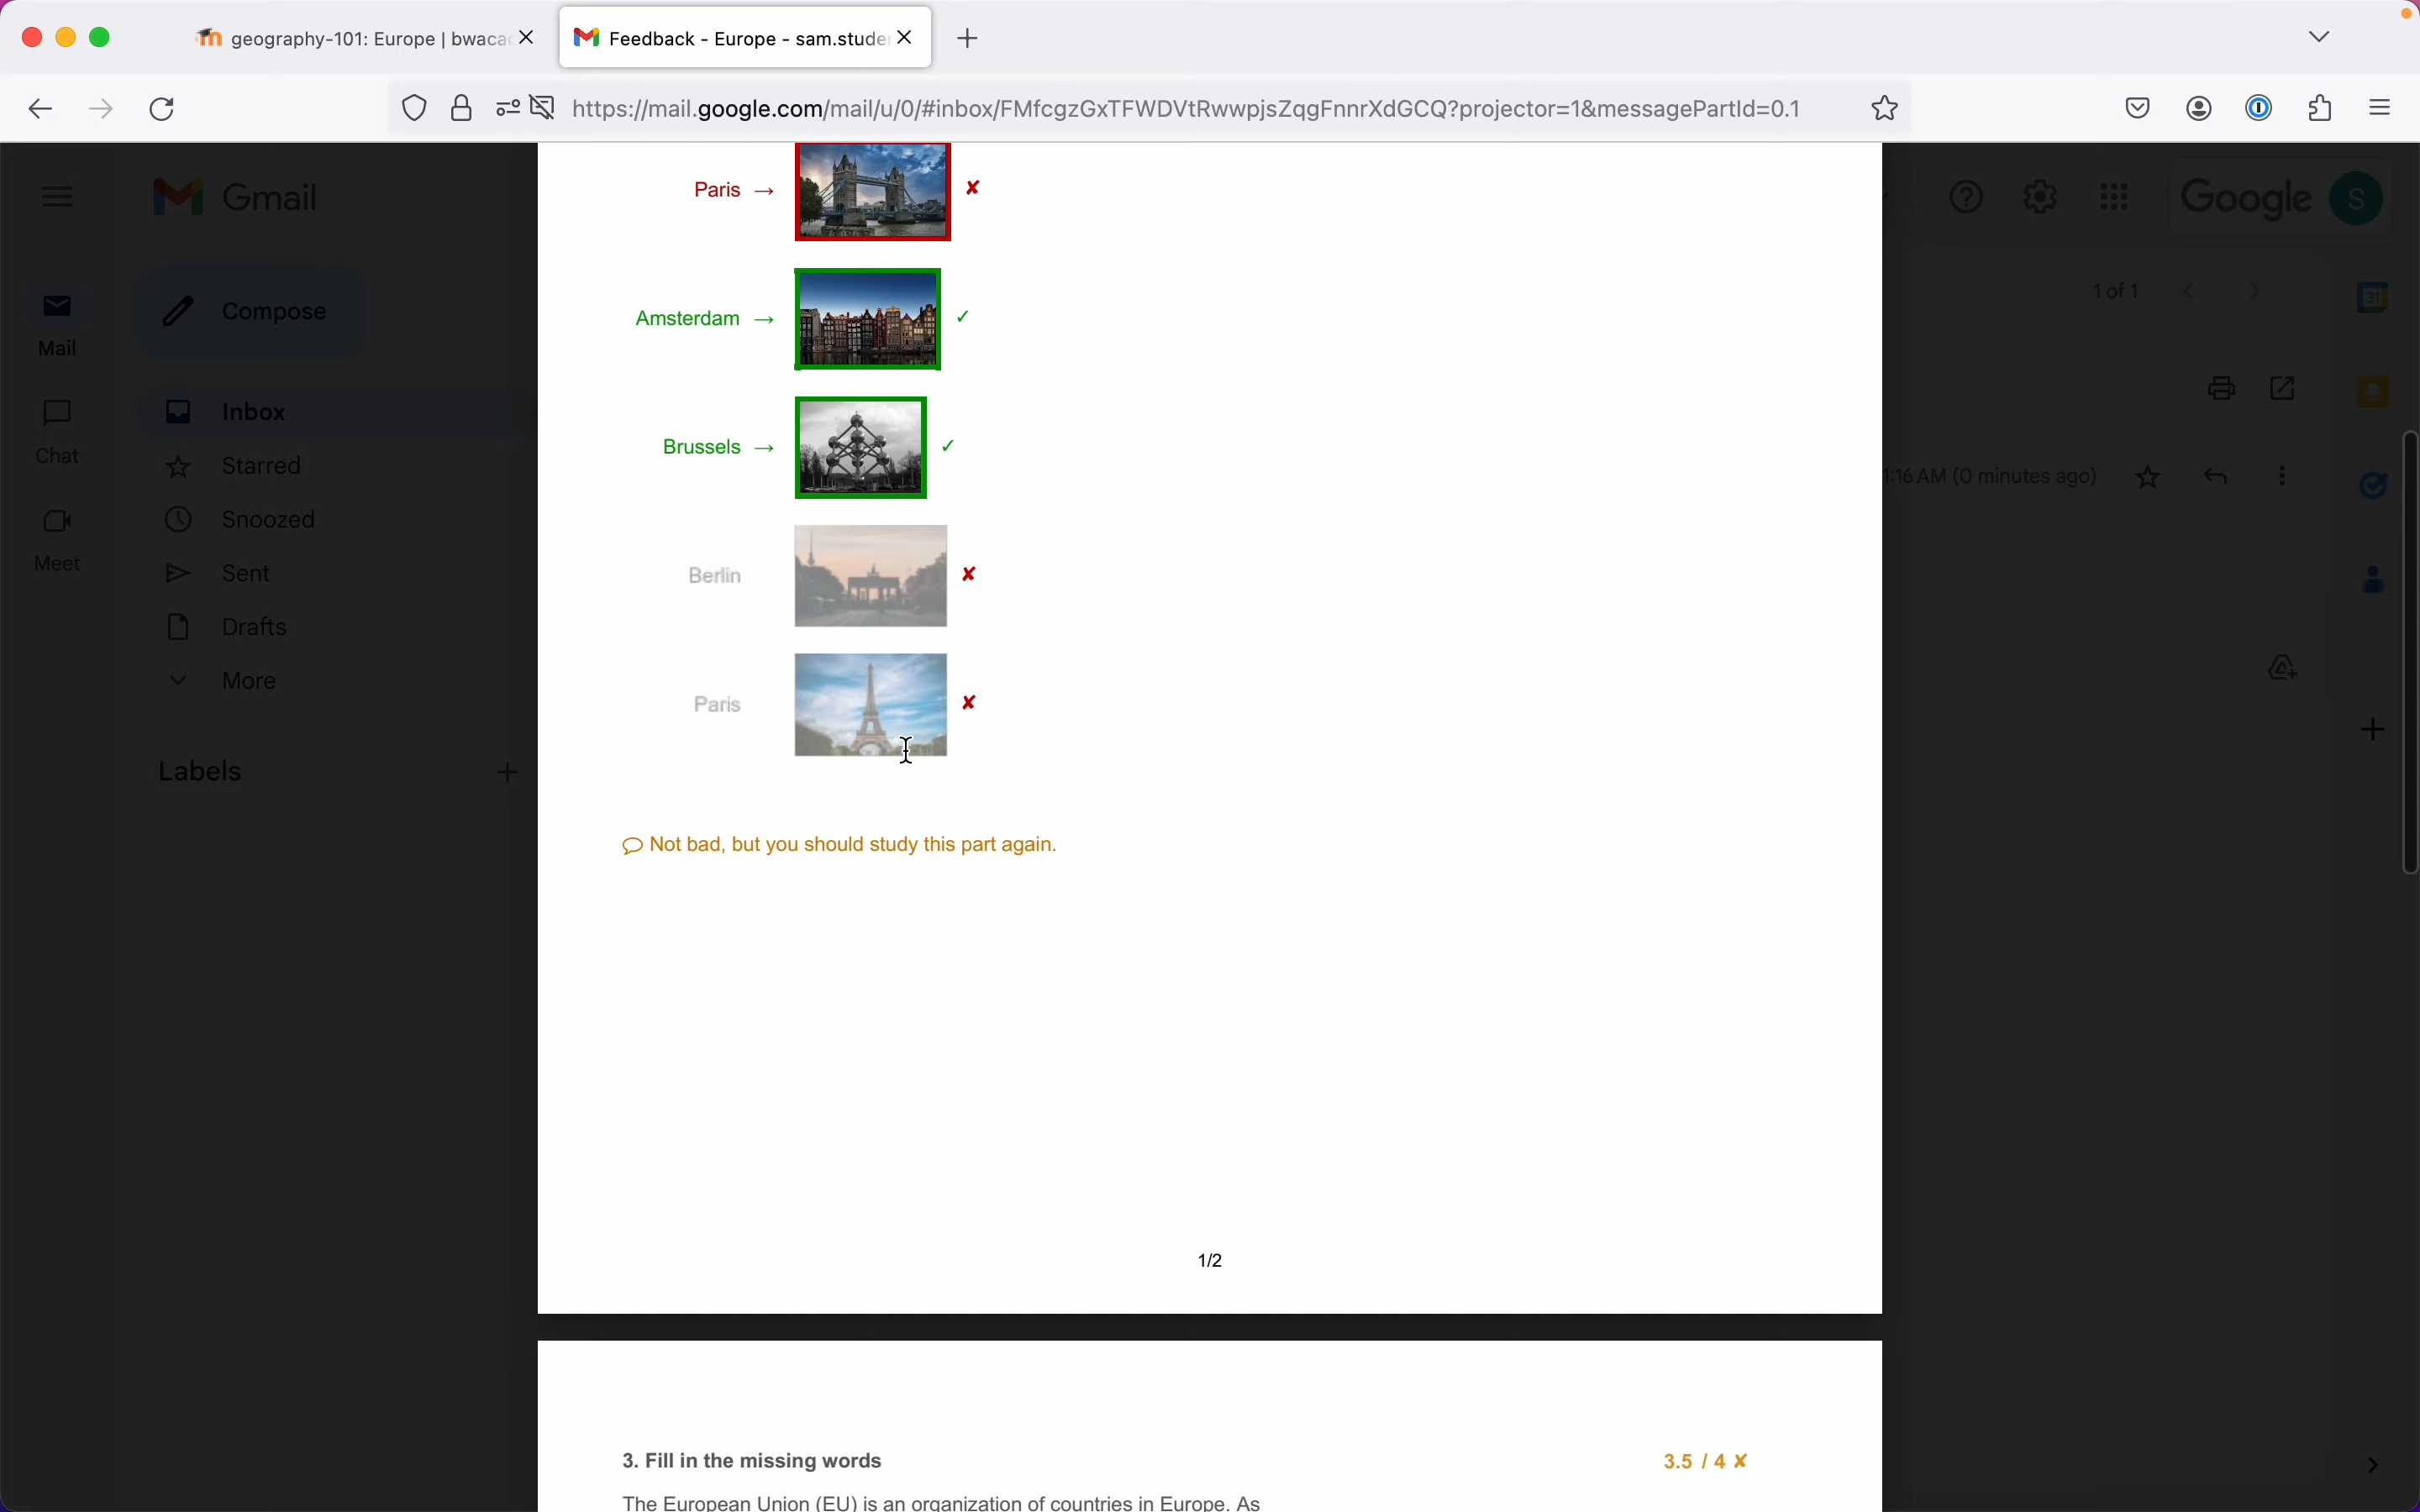 geography-101: Europe | bwacac
Feedback - Europe - sam.studen
https://mail.google.com/mail/u/0/#inbox/FMfcgzGxTFWDVtRwwpjsZqgFnnrXdGCQ?projector=1&messagePartId=0.1
Gmail
Google
S
Compose
Mail
Chat
Meet
Inbox
Starred
Snoozed
Sent
Drafts
More
Labels
1 of 1
31
1:16 AM (0 minutes ago)
Paris → ✘
Amsterdam → ✓
Brussels → ✓
Berlin ✘
Paris ✘
Not bad, but you should study this part again.
1/2
3. Fill in the missing words 3.5 / 4 ✘
The European Union (EU) is an organization of countries in Europe. As